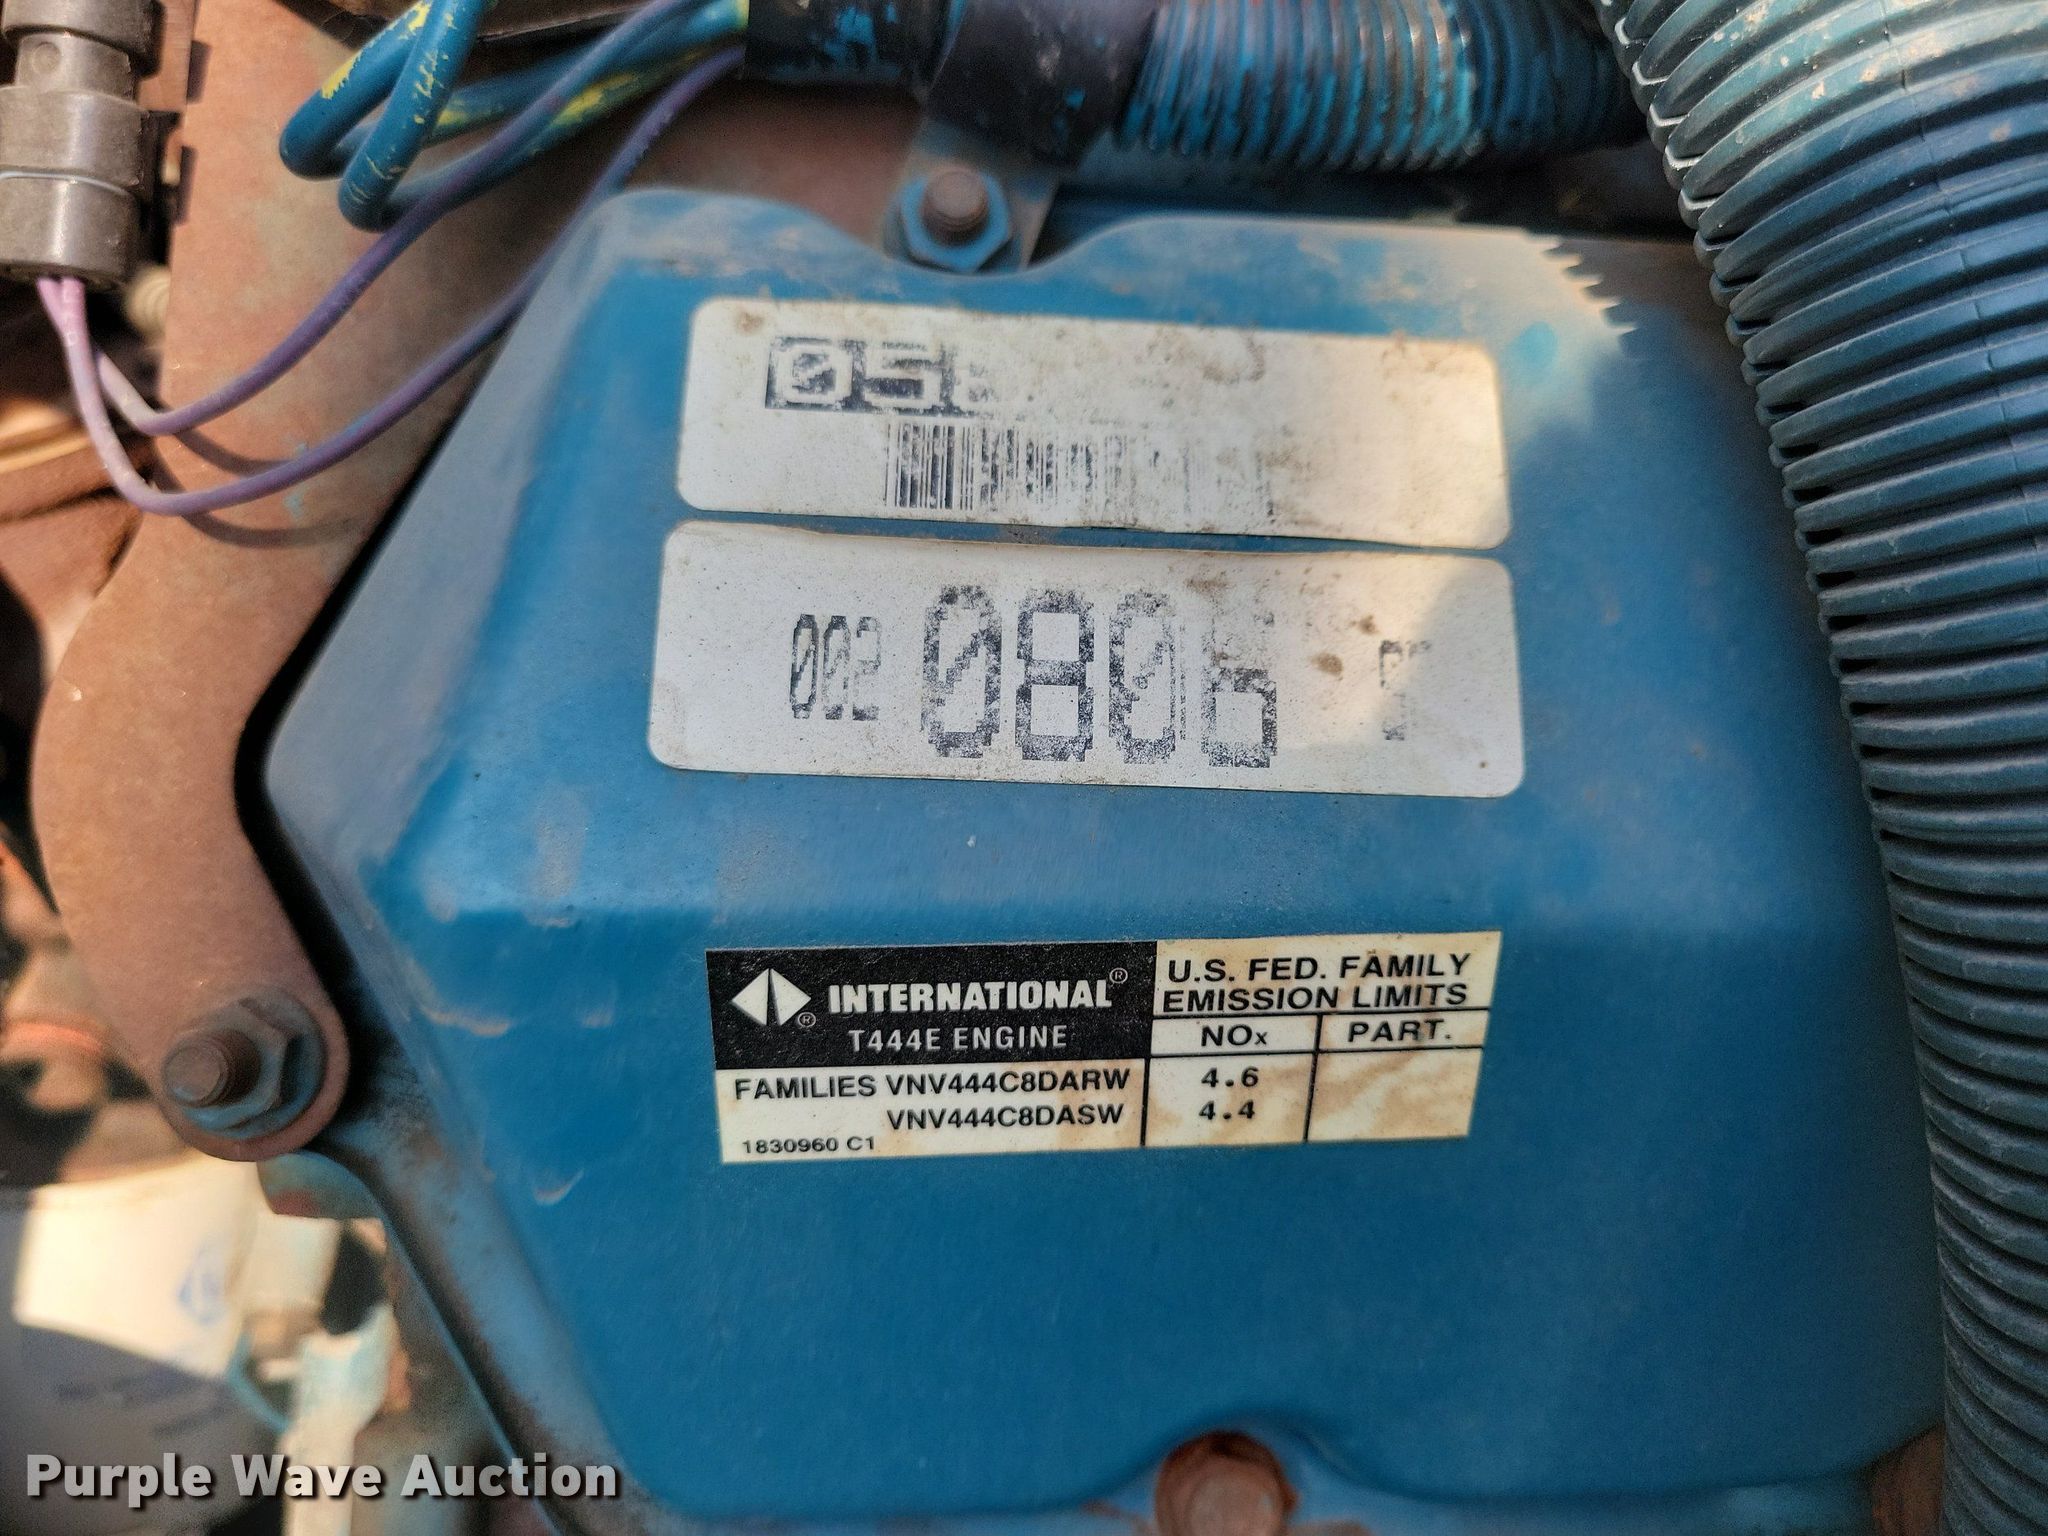 05
002 0806
INTERNATIONAL®
®
T444E ENGINE
U.S. FED. FAMILY
EMISSION LIMITS
NOx PART.
FAMILIES VNV444C8DARW 4.6
VNV444C8DASW 4.4
1830960 C1
Purple Wave Auction